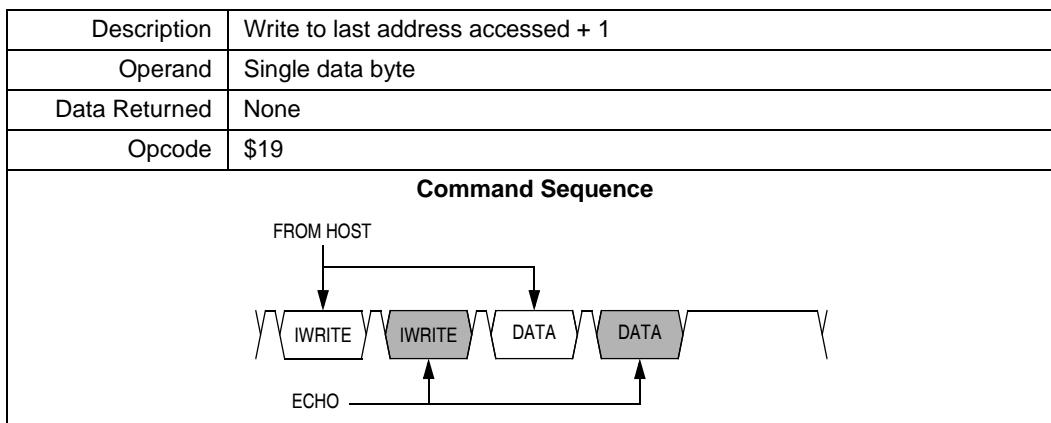 Description Write to last address accessed + 1
Operand Single data byte
Data Returned None
Opcode $19
Command Sequence
FROM HOST
IWRITE IWRITE DATA DATA
ECHO